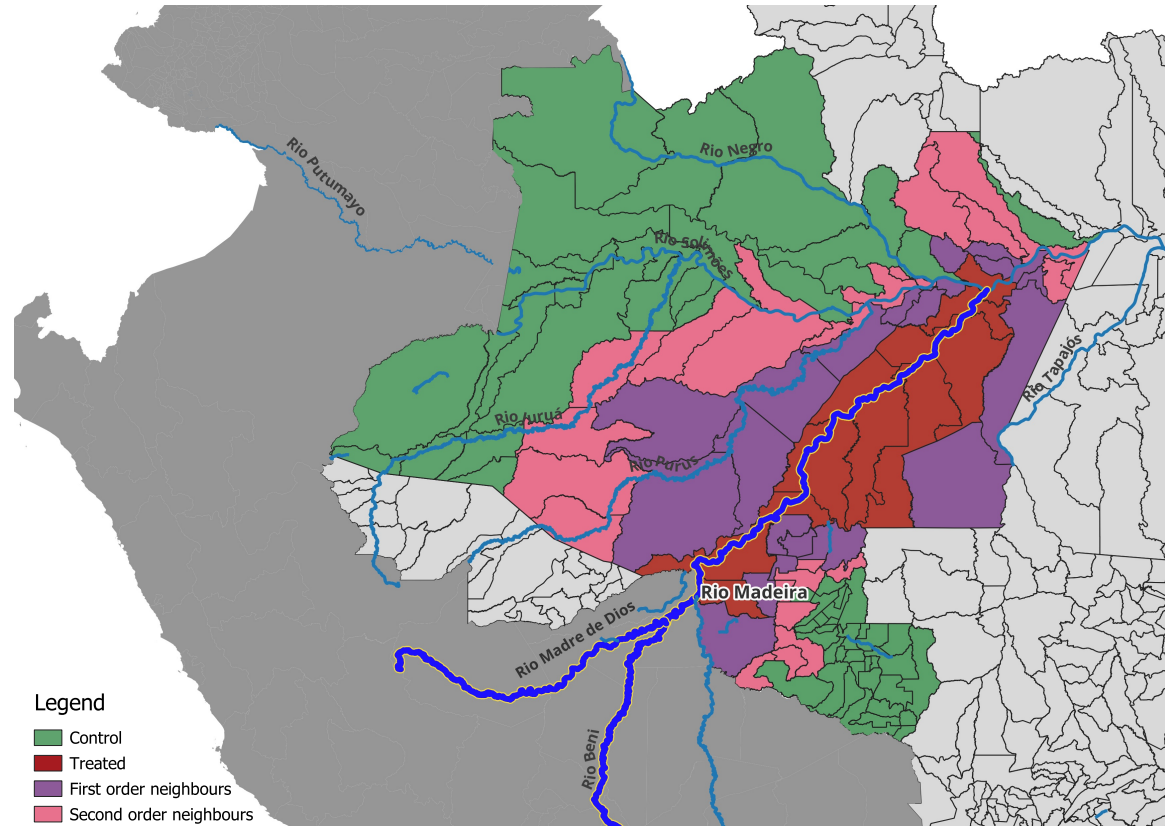 Rio Putumayo
Rio Negro
Rio Solimões
Rio Tapajós
Rio Juruá
Rio Purus
Rio Madeira
Rio Madre de Dios
Rio Beni
Legend
Control
Treated
First order neighbours
Second order neighbours